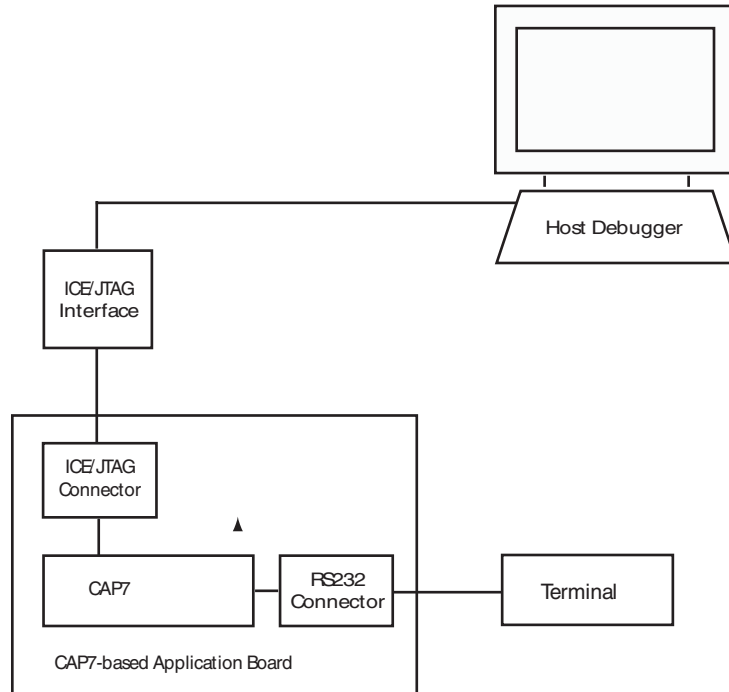 Host Debugger
ICE/JTAG
Interface
ICE/JTAG
Connector
CAP7
RS232
Connector
Terminal
CAP7-based Application Board